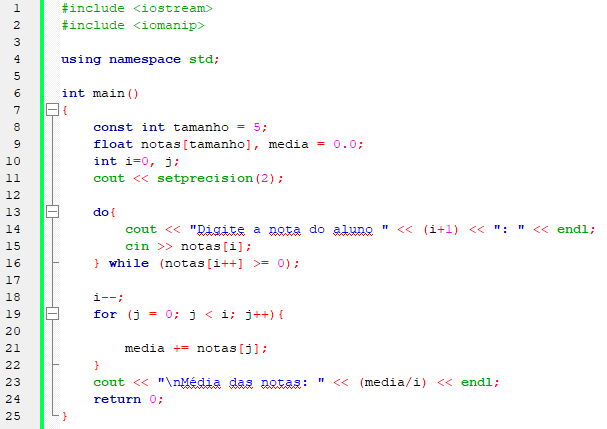 1 #include <iostream>
2 #include <iomanip>
3
4 using namespace std;
5
6 int main()
7 {
8 const int tamanho = 5;
9 float notas[tamanho], media = 0.0;
10 int i=0, j;
11 cout << setprecision(2);
12
13 do{
14 cout << "Digite a nota do aluno " << (i+1) << ": " << endl;
15 cin >> notas[i];
16 } while (notas[i++] >= 0);
17
18 i--;
19 for (j = 0; j < i; j++){
20
21 media += notas[j];
22 }
23 cout << "\nMédia das notas: " << (media/i) << endl;
24 return 0;
25 }